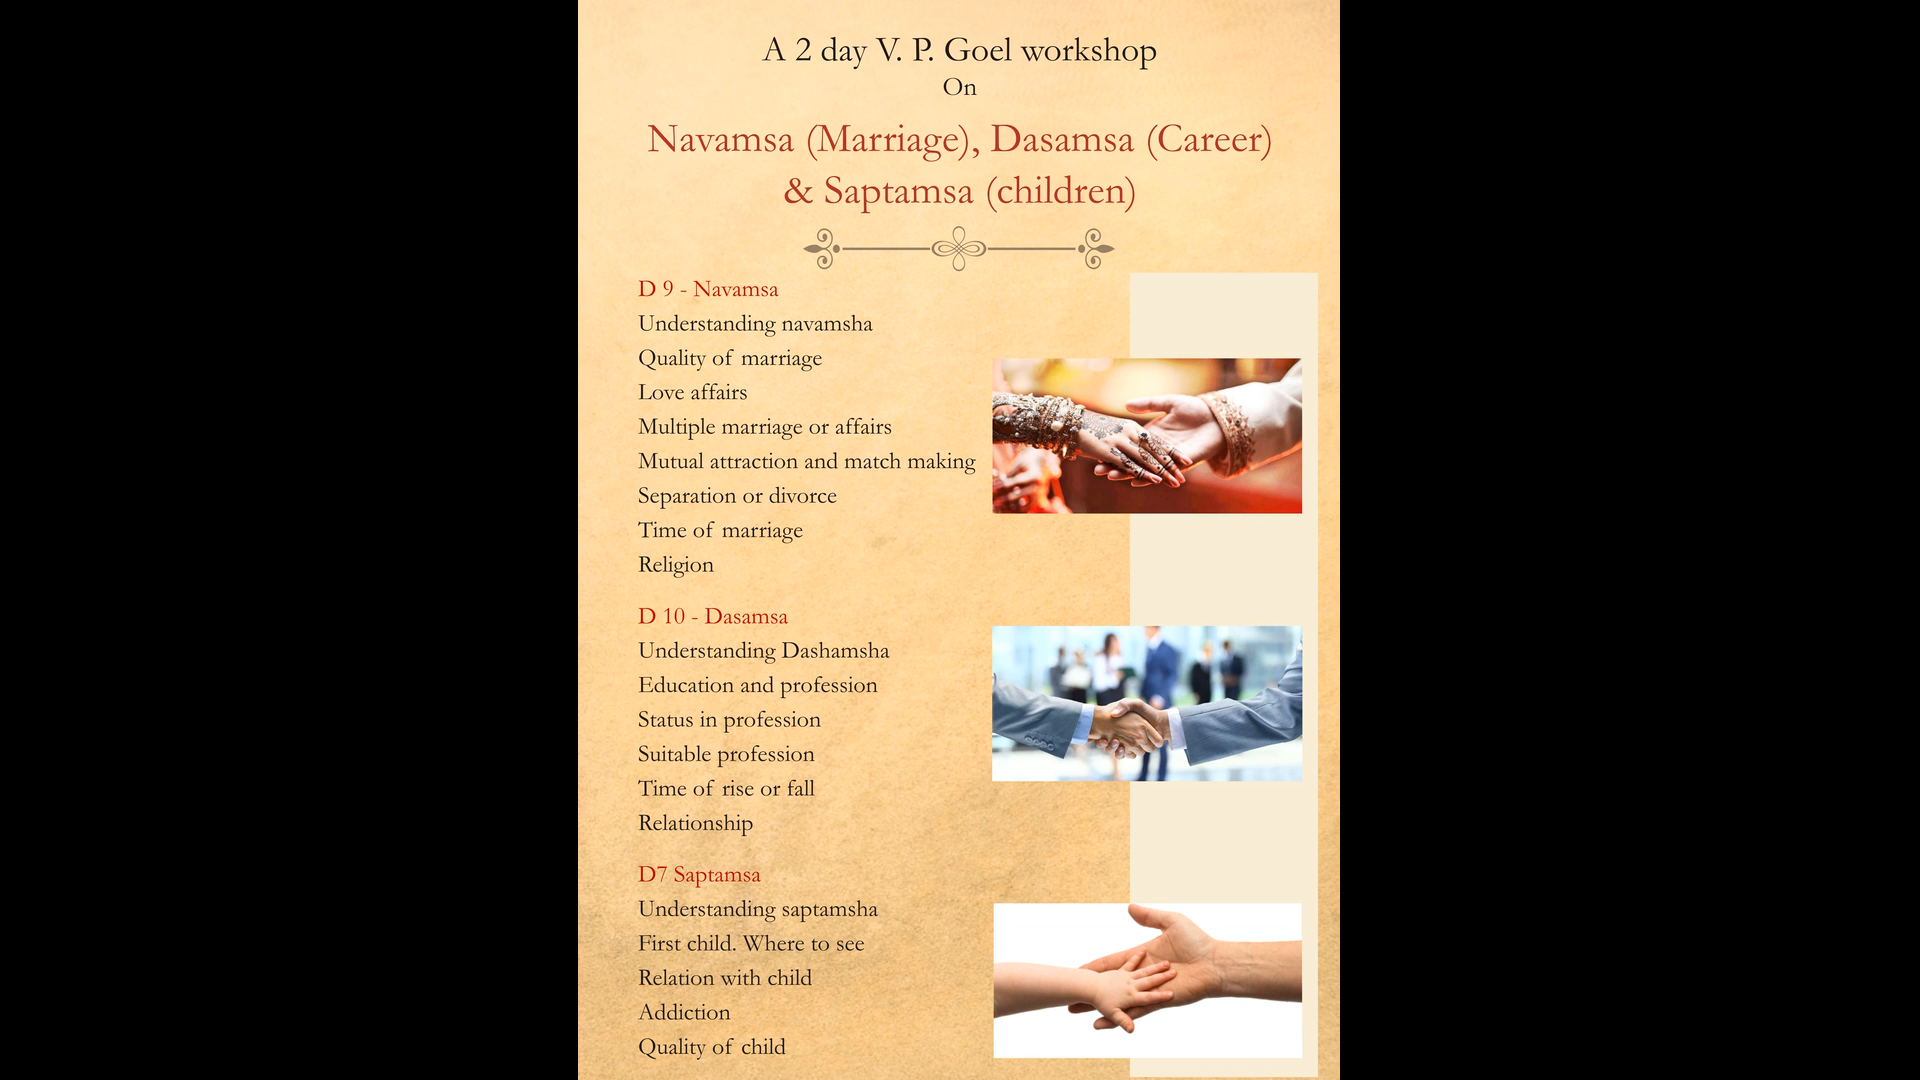 A 2 day V. P. Goel workshop
On
Navamsa (Marriage), Dasamsa (Career)
& Saptamsa (children)
D 9 - Navamsa
Understanding navamsha
Quality of marriage
Love affairs
Multiple marriage or affairs
Mutual attraction and match making
Separation or divorce
Time of marriage
Religion
D 10 - Dasamsa
Understanding Dashamsha
Education and profession
Status in profession
Suitable profession
Time of rise or fall
Relationship
D7 Saptamsa
Understanding saptamsha
First child. Where to see
Relation with child
Addiction
Quality of child